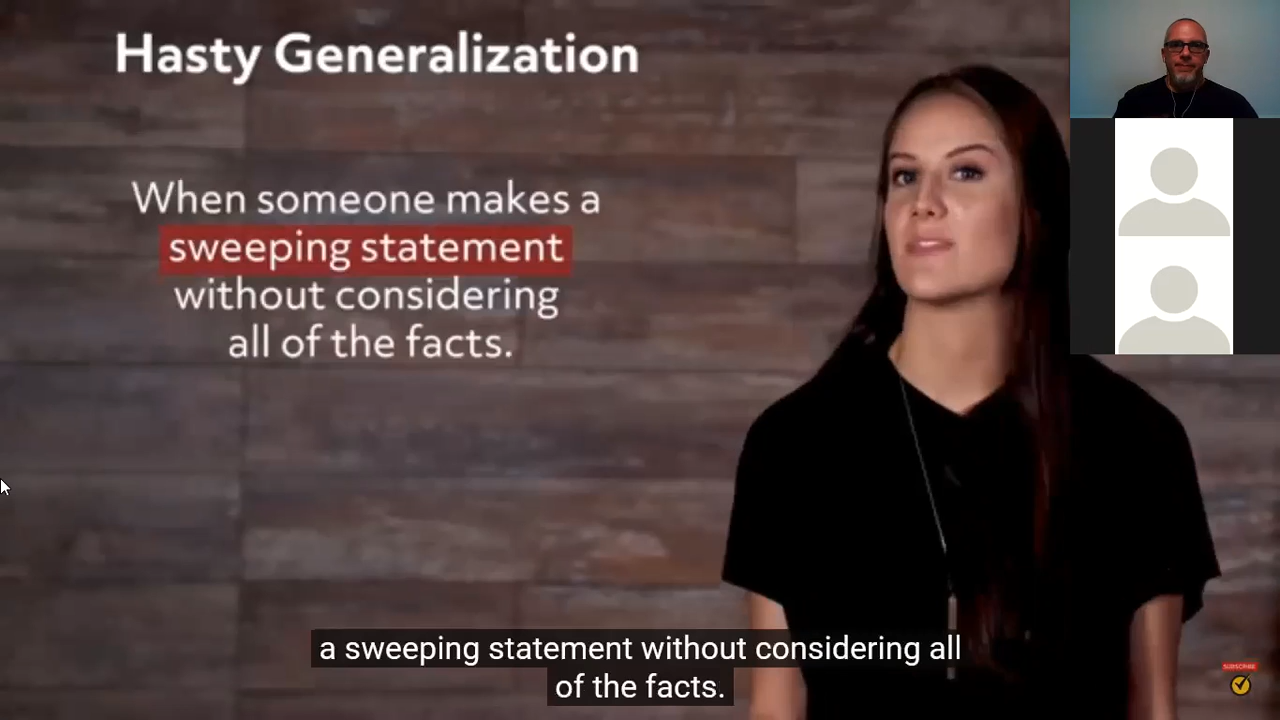 Hasty Generalization
When someone makes a
sweeping statement
without considering
all of the facts.
a sweeping statement without considering all
of the facts.
SUBSCRIBE